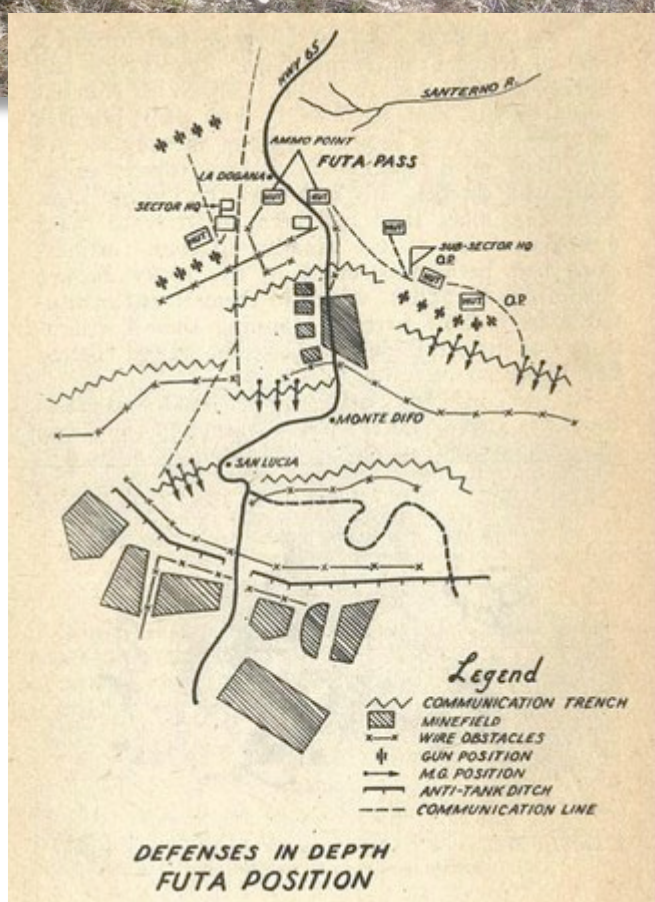 HWY 65
SANTERNO R.
AMMO POINT
FUTA PASS
LA DOGANA
HUT
HUT
SECTOR HQ
HUT
HUT
SUB-SECTOR HQ
O.P.
HUT
HUT
O.P.
MONTE DIFO
SAN LUCIA
Legend
COMMUNICATION TRENCH
MINEFIELD
WIRE OBSTACLES
GUN POSITION
M.G. POSITION
ANTI-TANK DITCH
COMMUNICATION LINE
DEFENSES IN DEPTH
FUTA POSITION